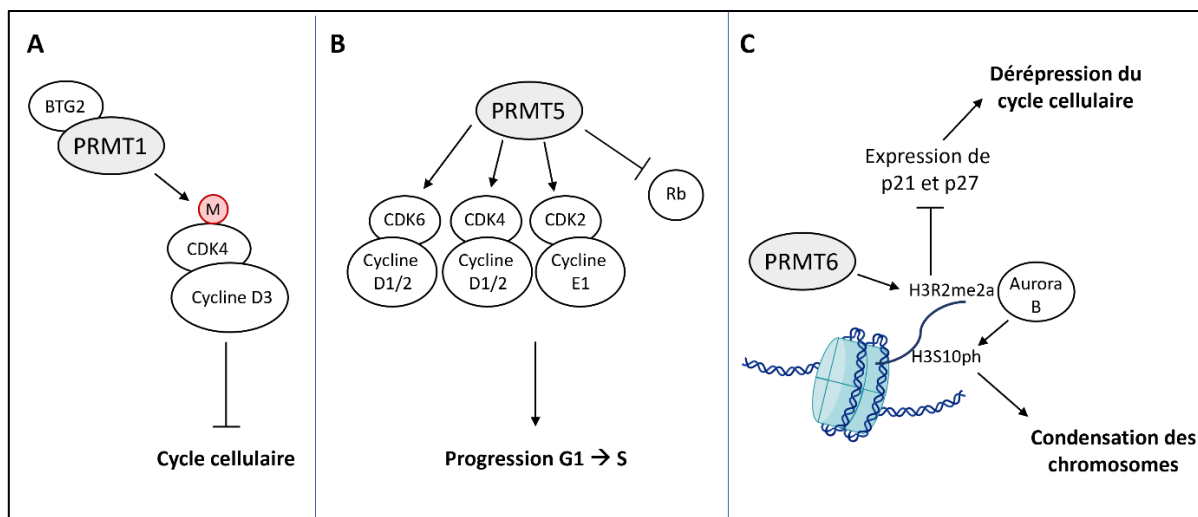 A
BTG2
PRMT1
M
CDK4
Cycline D3
Cycle cellulaire
B
PRMT5
Rb
CDK6
CDK4
CDK2
Cycline
D1/2
Cycline
D1/2
Cycline
E1
Progression G1 → S
C
Dérépression du
cycle cellulaire
Expression de
p21 et p27
PRMT6
H3R2me2a
Aurora
B
H3S10ph
Condensation des
chromosomes